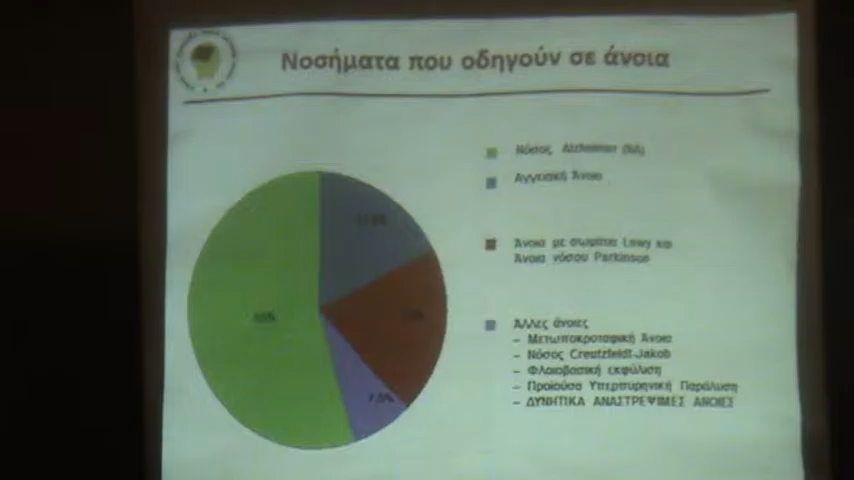 Νοσήματα που οδηγούν σε άνοια
Νόσος Alzheimer (ΝΑ)
Αγγειακή Άνοια
Άνοια με σωμάτια Lewy και
Άνοια νόσου Parkinson
Άλλες άνοιες
– Μετωποκροταφική Άνοια
– Νόσος Creutzfeldt-Jakob
– Φλοιοβασική εκφύλιση
– Προϊούσα Υπερπυρηνική Παράλυση
– ΔΥΝΗΤΙΚΑ ΑΝΑΣΤΡΕΨΙΜΕΣ ΑΝΟΙΕΣ
7.5%